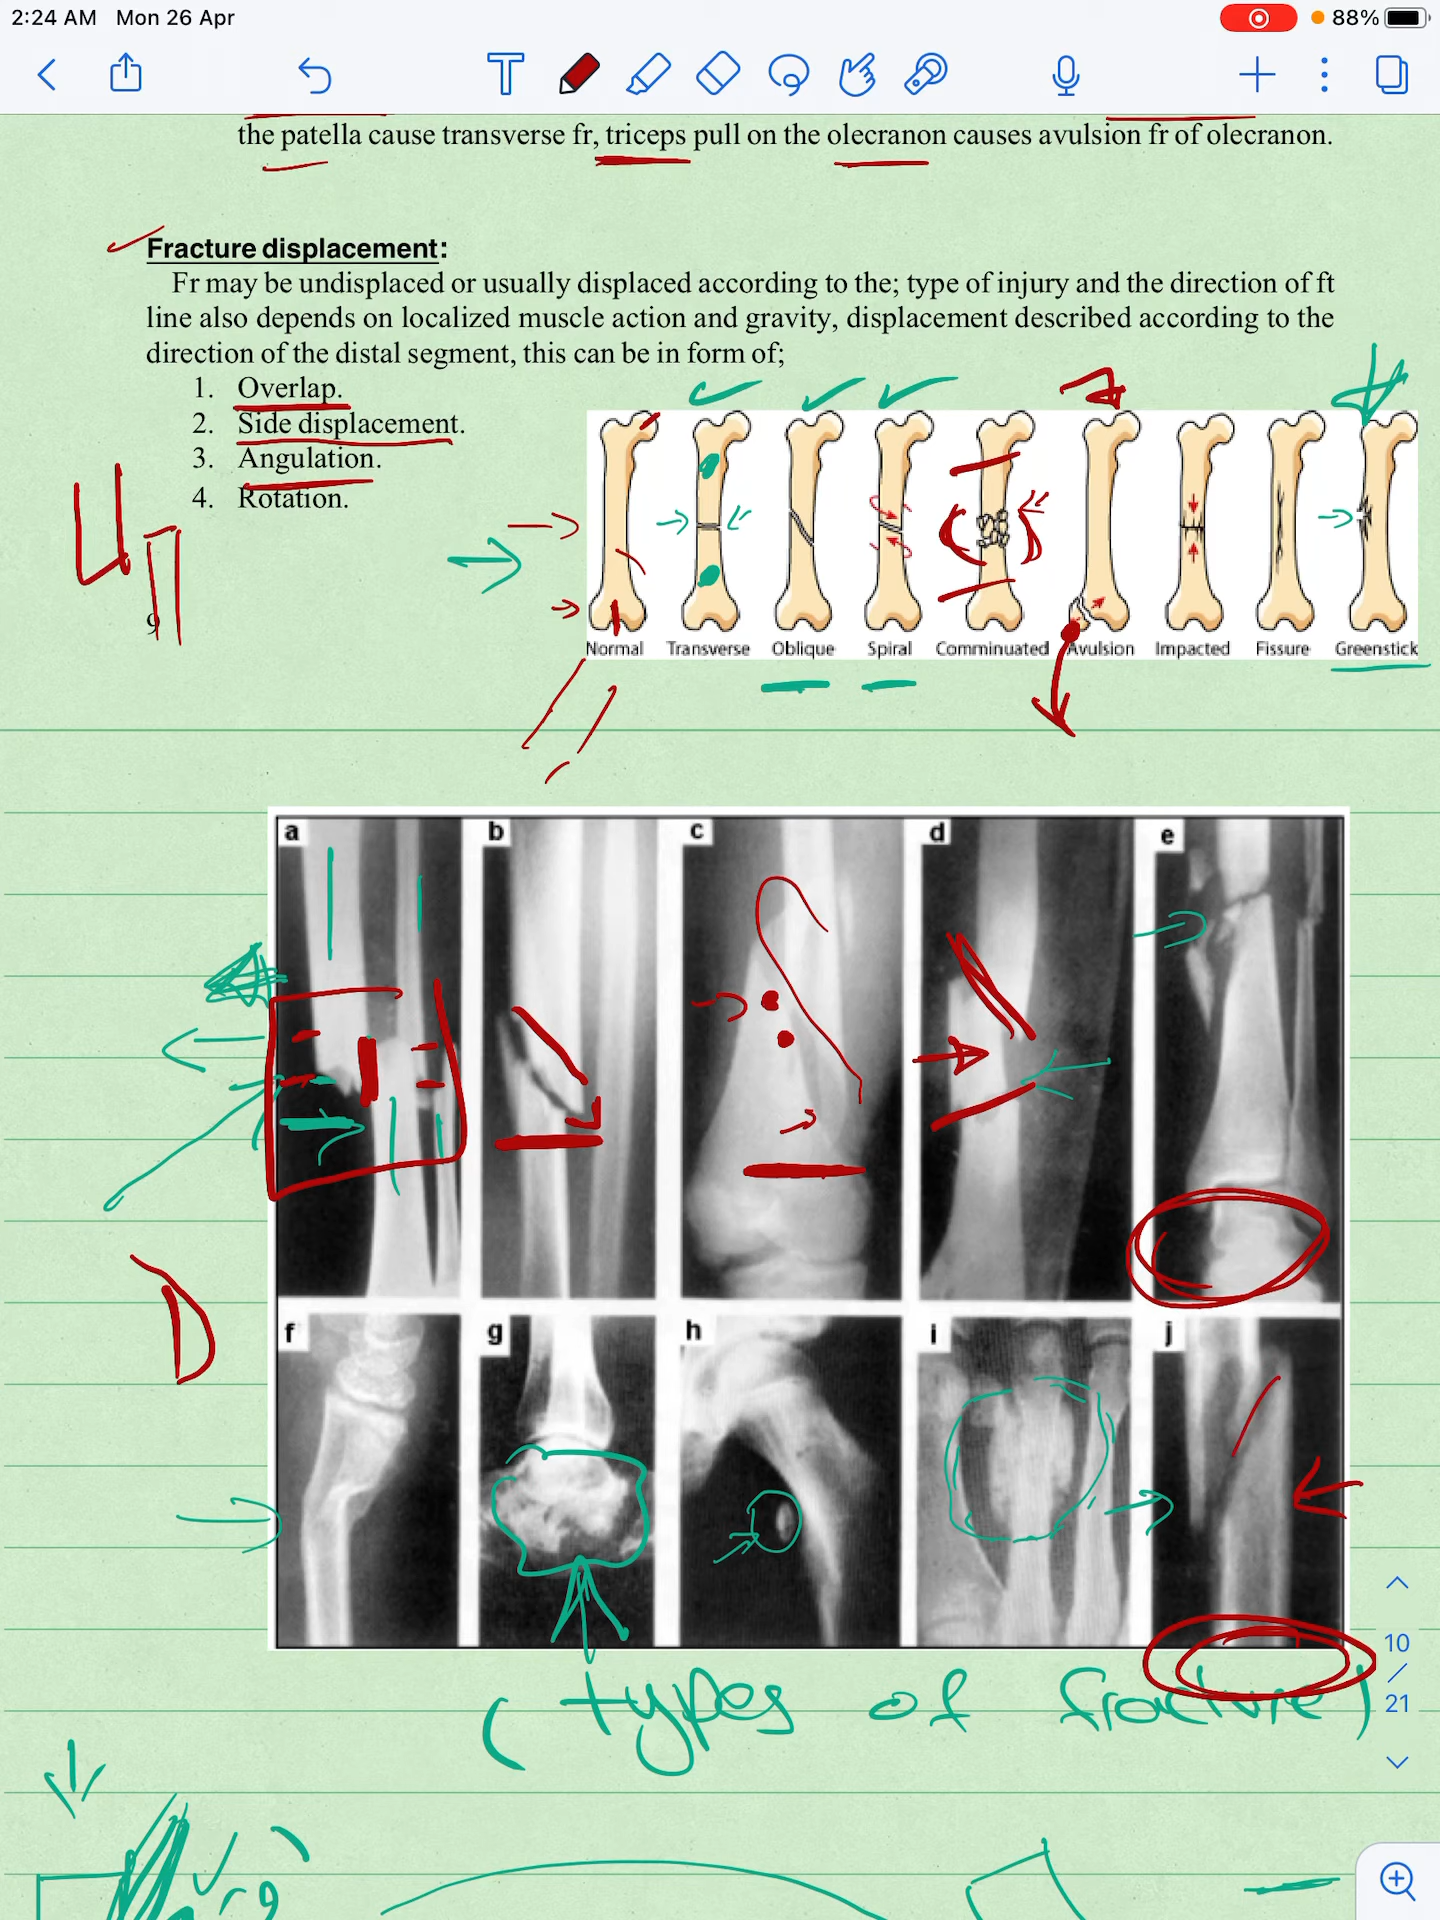 2:24 AM Mon 26 Apr 88%
T
the patella cause transverse fr, triceps pull on the olecranon causes avulsion fr of olecranon.
Fracture displacement:
Fr may be undisplaced or usually displaced according to the; type of injury and the direction of ft
line also depends on localized muscle action and gravity, displacement described according to the
direction of the distal segment, this can be in form of;
1. Overlap.
2. Side displacement.
3. Angulation.
4. Rotation.
9
Normal Transverse Oblique Spiral Comminuated Avulsion Impacted Fissure Greenstick
a b c d e
D
f g h i j
10
/
21
( types of fracture )